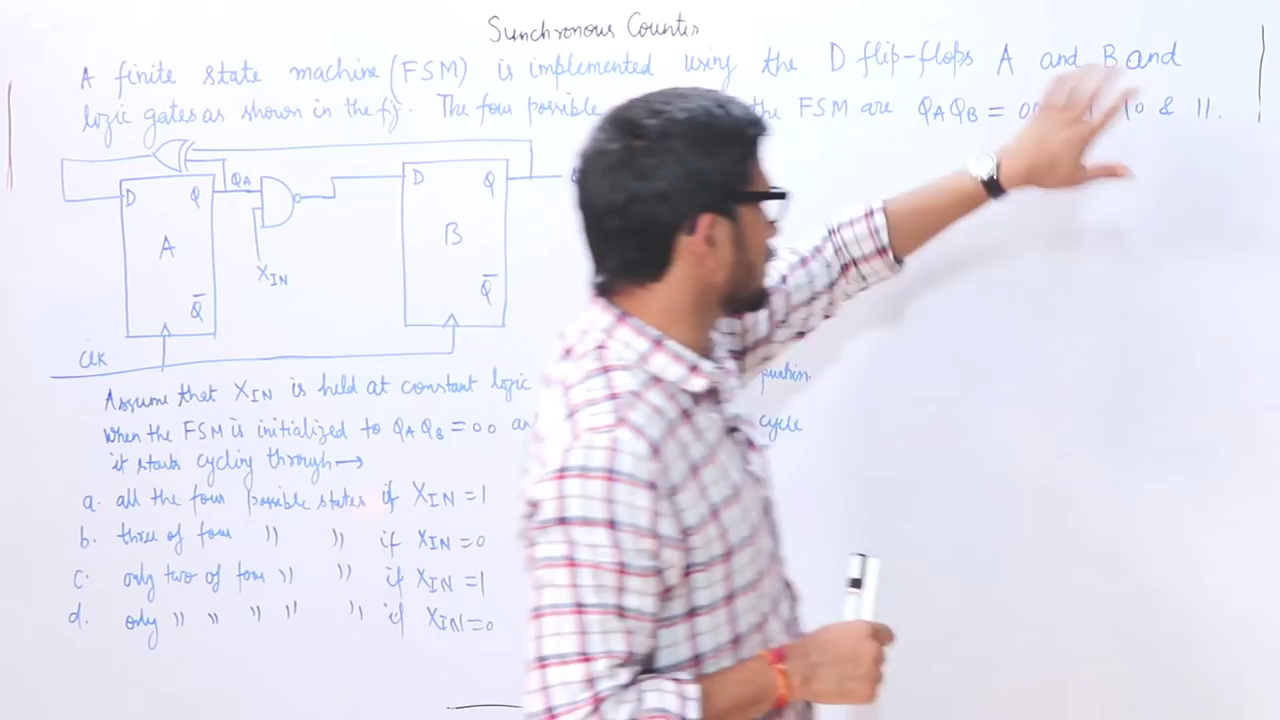 Sunchronous Counter
A finite state machine (FSM) is implemented using the D flip-flops A and B and
logic gates as shown in the fig. The four possible the FSM are QAQB = 00 10 & 11.
D Q QA
A
Q̅
XIN
D Q
B
Q̅
CLK
Assume that XIN is held at constant logic
when the FSM is initialized to QAQB = 00 an cycle
it starts cycling through →
a. all the four possible states if XIN = 1
b. three of four " " if XIN = 0
c. only two of four " " if XIN = 1
d. only " " " " " if XIN = 0